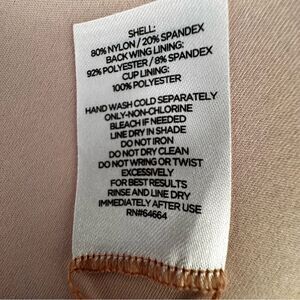 SHELL:
80% NYLON / 20% SPANDEX
BACK WING LINING:
92% POLYESTER / 8% SPANDEX
CUP LINING:
100% POLYESTER
HAND WASH COLD SEPARATELY
ONLY-NON-CHLORINE
BLEACH IF NEEDED
LINE DRY IN SHADE
DO NOT IRON
DO NOT DRY CLEAN
DO NOT WRING OR TWIST
EXCESSIVELY
FOR BEST RESULTS
RINSE AND LINE DRY
IMMEDIATELY AFTER USE
RN#64664